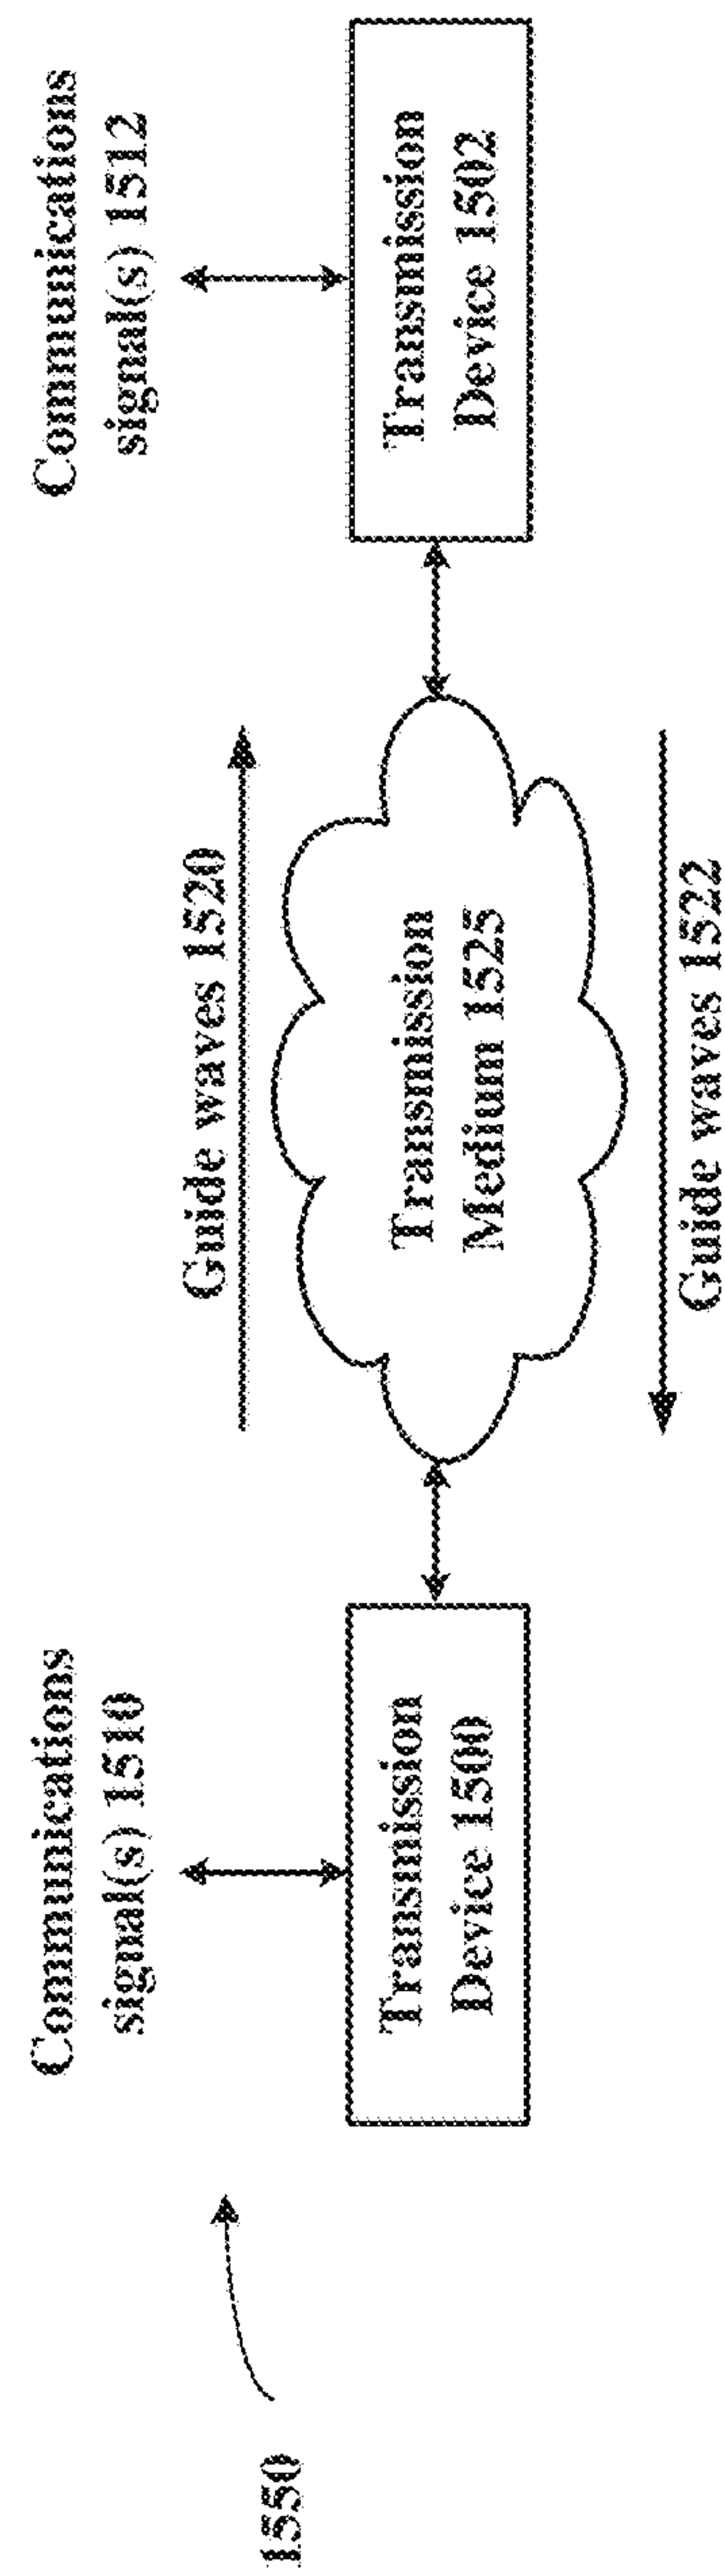 1550
Communications
signal(s) 1510
Transmission
Device 1500
Guide waves 1520
Transmission
Medium 1525
Guide waves 1522
Communications
signal(s) 1512
Transmission
Device 1502